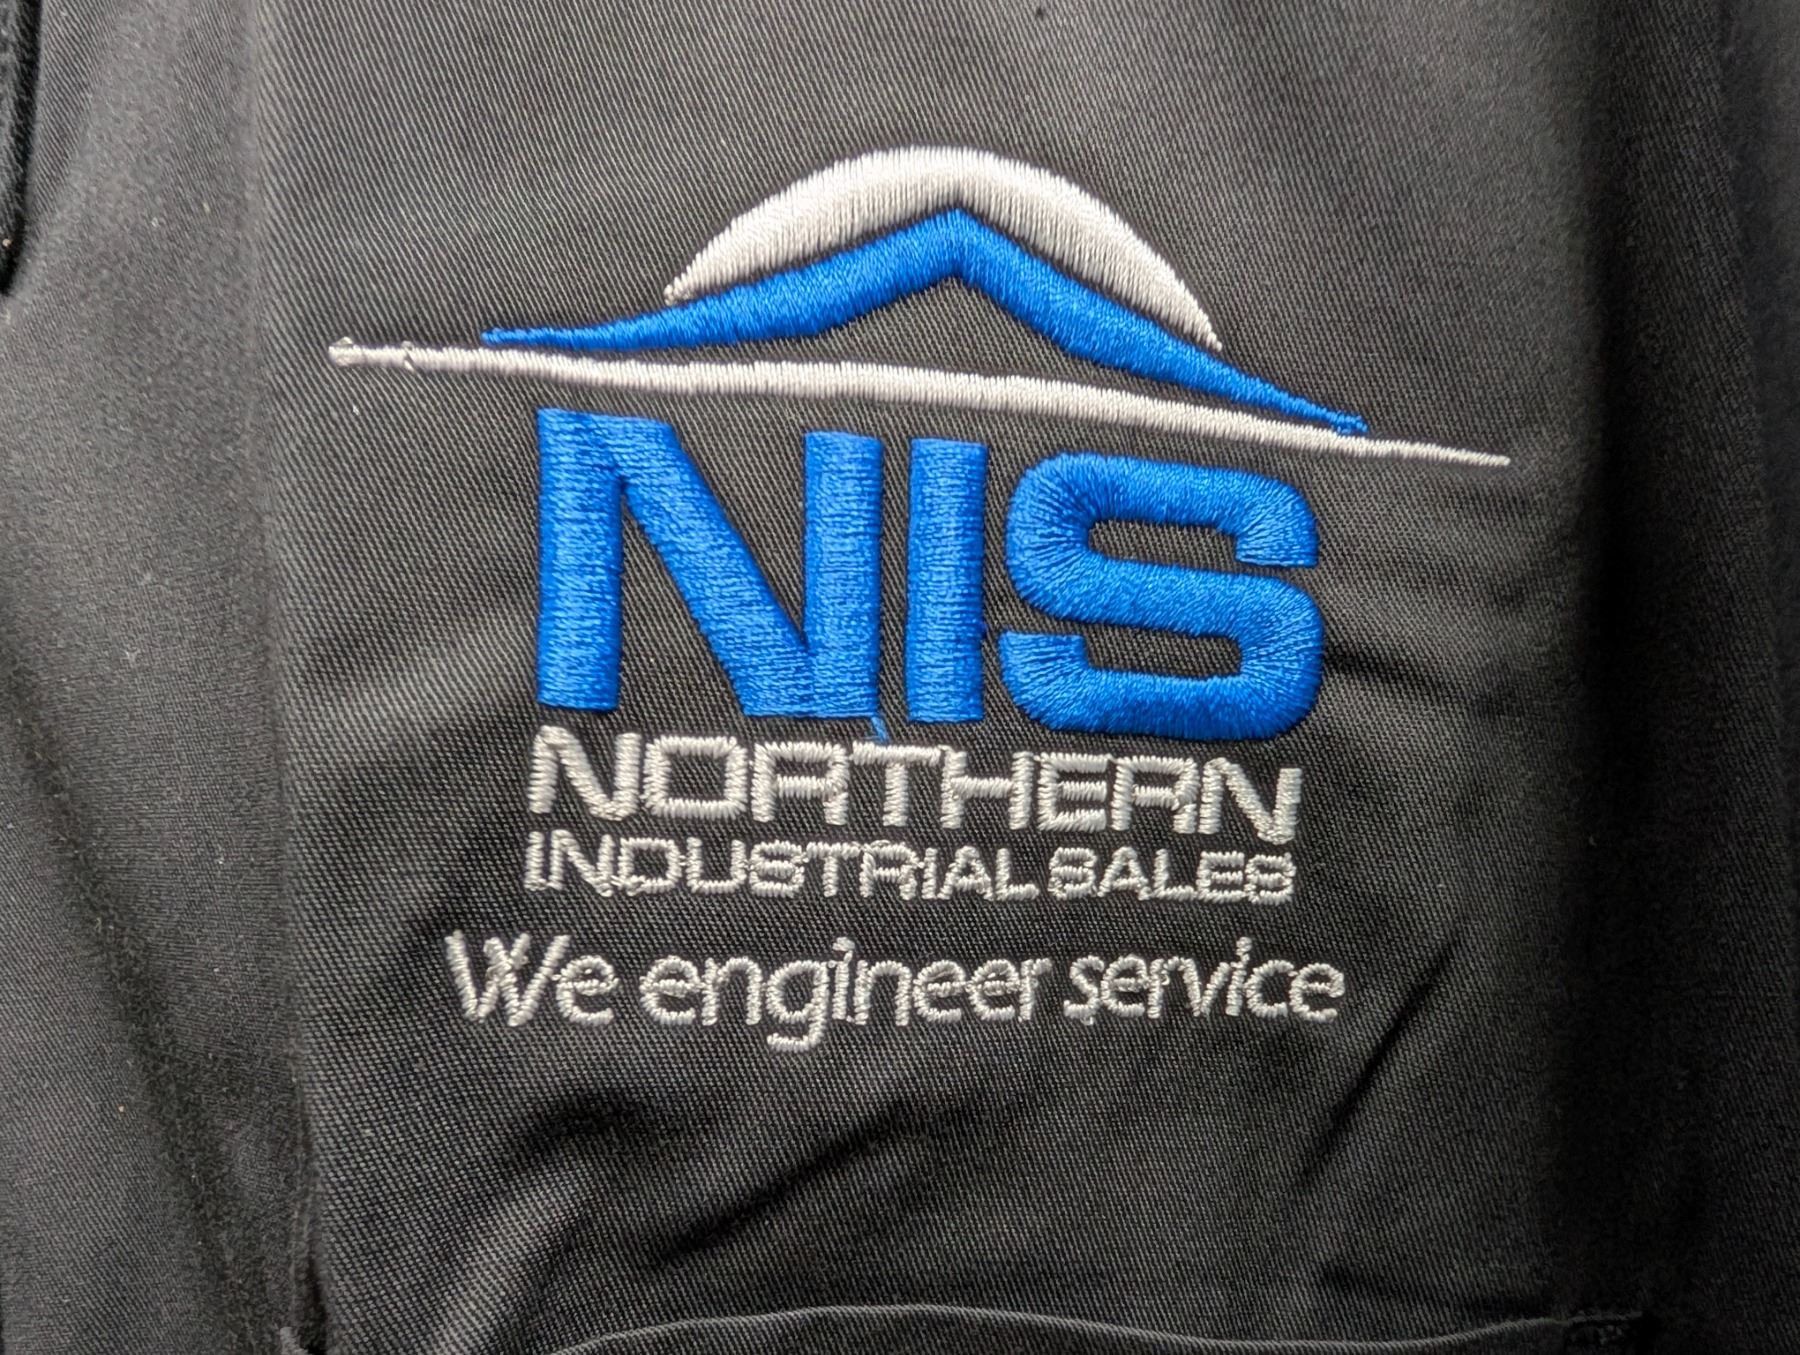 NIS
NORTHERN
INDUSTRIAL SALES
We engineer service